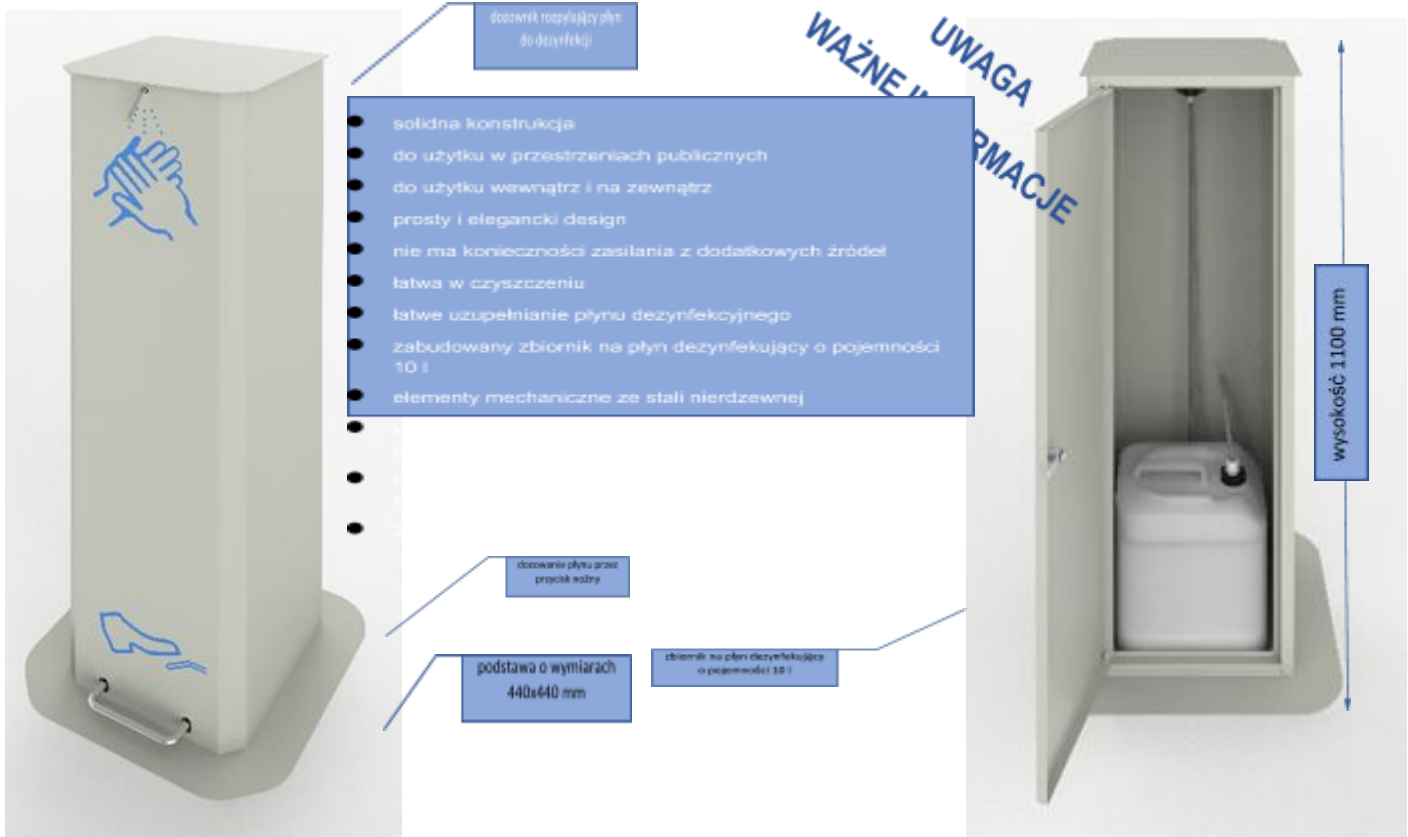 dozownik rozpylający płyn
do dezynfekcji
UWAGA
WAŻNE
RMACJE
solidna konstrukcja
do użytku w przestrzeniach publicznych
do użytku wewnątrz i na zewnątrz
prosty i elegancki design
nie ma konieczności zasilania z dodatkowych źródeł
łatwa w czyszczeniu
łatwe uzupełnianie płynu dezynfekcyjnego
zabudowany zbiornik na płyn dezynfekujący o pojemności
10 l
elementy mechaniczne ze stali nierdzewnej
dozowanie płynu przez
przycisk nożny
podstawa o wymiarach
440x440 mm
zbiornik na płyn dezynfekujący
o pojemności 10 l
wysokość 1100 mm